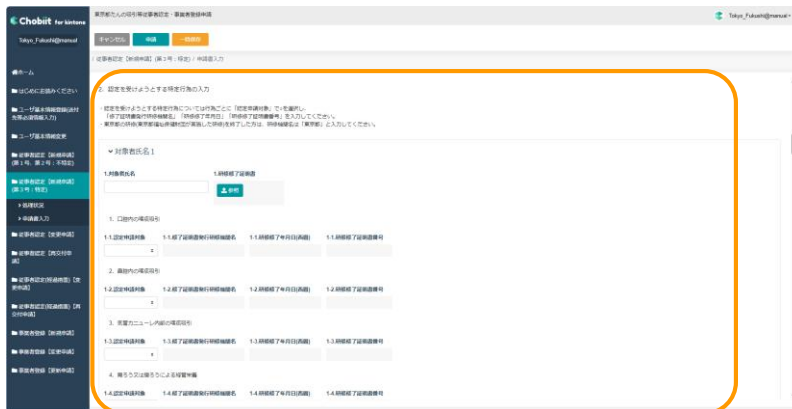 Chobiit for kintone
東京都たんの吸引等従事者認定・事業者登録申請
Tokyo_Fukushi@manual
Tokyo_Fukushi@manual
キャンセル 申請 一時保存
/ 従事者認定【新規申請】(第3号:特定) / 申請者入力
ホーム
はじめにお読みください
ユーザ基本情報変更
従事者認定【新規申請】
(第1号、第2号:不特定)
従事者認定【新規申請】
(第3号:特定)
> 処理状況
> 申請書入力
従事者認定【変更申請】
従事者認定【再交付申
請】
従事者認定(経過措置)【変
更申請】
従事者認定(経過措置)【再
交付申請】
事業者登録【新規申請】
事業者登録【変更申請】
事業者登録【更新申請】
2. 認定を受けようとする特定行為の入力
・認定を受けようとする特定行為については行為ごとに「認定申請対象」で○を選択し、
「修了証明書発行研修機関名」「研修修了年月日」「研修修了証明書番号」を入力してください。
・東京都の研修(東京都福祉保健財団が実施した研修)を修了した方は、研修機関名は「東京都」と入力してください。
対象者氏名1
1.対象者氏名 1.研修修了証明書
参照
1. 口腔内の喀痰吸引
1-1.認定申請対象 1-1.修了証明書発行研修機関名 1-1.研修修了年月日(西暦) 1-1.研修修了証明書番号
2. 鼻腔内の喀痰吸引
1-2.認定申請対象 1-2.修了証明書発行研修機関名 1-2.研修修了年月日(西暦) 1-2.研修修了証明書番号
3. 気管カニューレ内部の喀痰吸引
1-3.認定申請対象 1-3.修了証明書発行研修機関名 1-3.研修修了年月日(西暦) 1-3.研修修了証明書番号
4. 胃ろう又は腸ろうによる経管栄養
1-4.認定申請対象 1-4.修了証明書発行研修機関名 1-4.研修修了年月日(西暦) 1-4.研修修了証明書番号